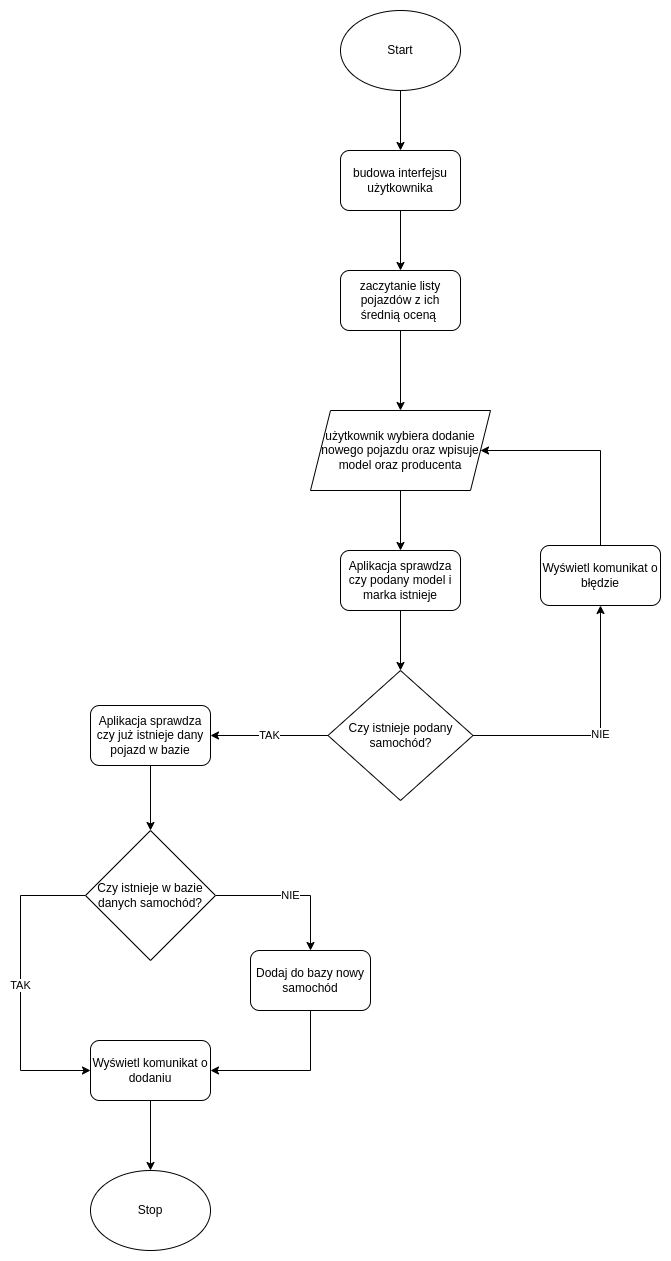 Start
budowa interfejsu
użytkownika
zaczytanie listy
pojazdów z ich
średnią oceną
użytkownik wybiera dodanie
nowego pojazdu oraz wpisuje
model oraz producenta
Aplikacja sprawdza
czy podany model i
marka istnieje
Wyświetl komunikat o
błędzie
Czy istnieje podany
samochód?
TAK
NIE
Aplikacja sprawdza
czy już istnieje dany
pojazd w bazie
Czy istnieje w bazie
danych samochód?
NIE
TAK
Dodaj do bazy nowy
samochód
Wyświetl komunikat o
dodaniu
Stop